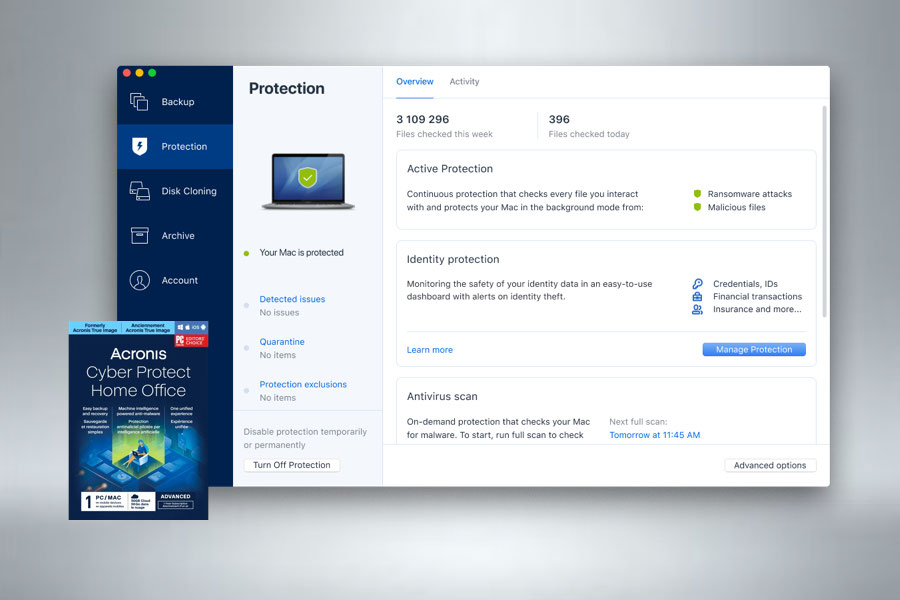 Backup
Protection
Disk Cloning
Archive
Account
Protection
Your Mac is protected
Detected issues
No issues
Quarantine
No items
Protection exclusions
No items
Disable protection temporarily
or permanently
Turn Off Protection
Overview
Activity
3 109 296
Files checked this week
396
Files checked today
Active Protection
Continuous protection that checks every file you interact
with and protects your Mac in the background mode from:
Ransomware attacks
Malicious files
Identity protection
Monitoring the safety of your identity data in an easy-to-use
dashboard with alerts on identity theft.
Credentials, IDs
Financial transactions
Insurance and more...
Learn more
Manage Protection
Antivirus scan
On-demand protection that checks your Mac
for malware. To start, run full scan to check
Next full scan:
Tomorrow at 11:45 AM
Advanced options
Formerly
Acronis True Image
Anciennement
Acronis True Image
iOS
PC
EDITORS'
CHOICE
Acronis
Cyber Protect
Home Office
Easy backup
and recovery
Machine intelligence
powered anti-malware
One unified
experience
Sauvegarde
et restauration
simples
Protection
antimalware pilotée par
intelligence artificielle
Expérience
unifiée
1
PC/MAC
ADVANCED